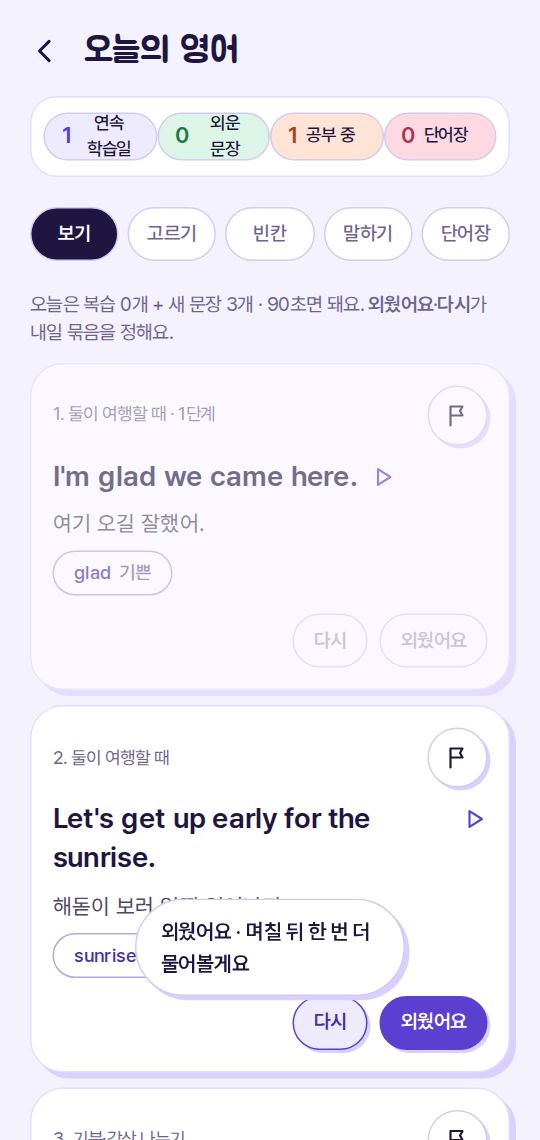 오늘의 영어
1 연속 학습일
0 외운 문장
1 공부 중
0 단어장
보기
고르기
빈칸
말하기
단어장
오늘은 복습 0개 + 새 문장 3개 · 90초면 돼요. 외웠어요·다시가
내일 묶음을 정해요.
1. 둘이 여행할 때 · 1단계
I'm glad we came here.
여기 오길 잘했어.
glad 기쁜
다시
외웠어요
2. 둘이 여행할 때
Let's get up early for the
sunrise.
해돋이 보러
sunrise
외웠어요 · 며칠 뒤 한 번 더
물어볼게요
다시
외웠어요
3.